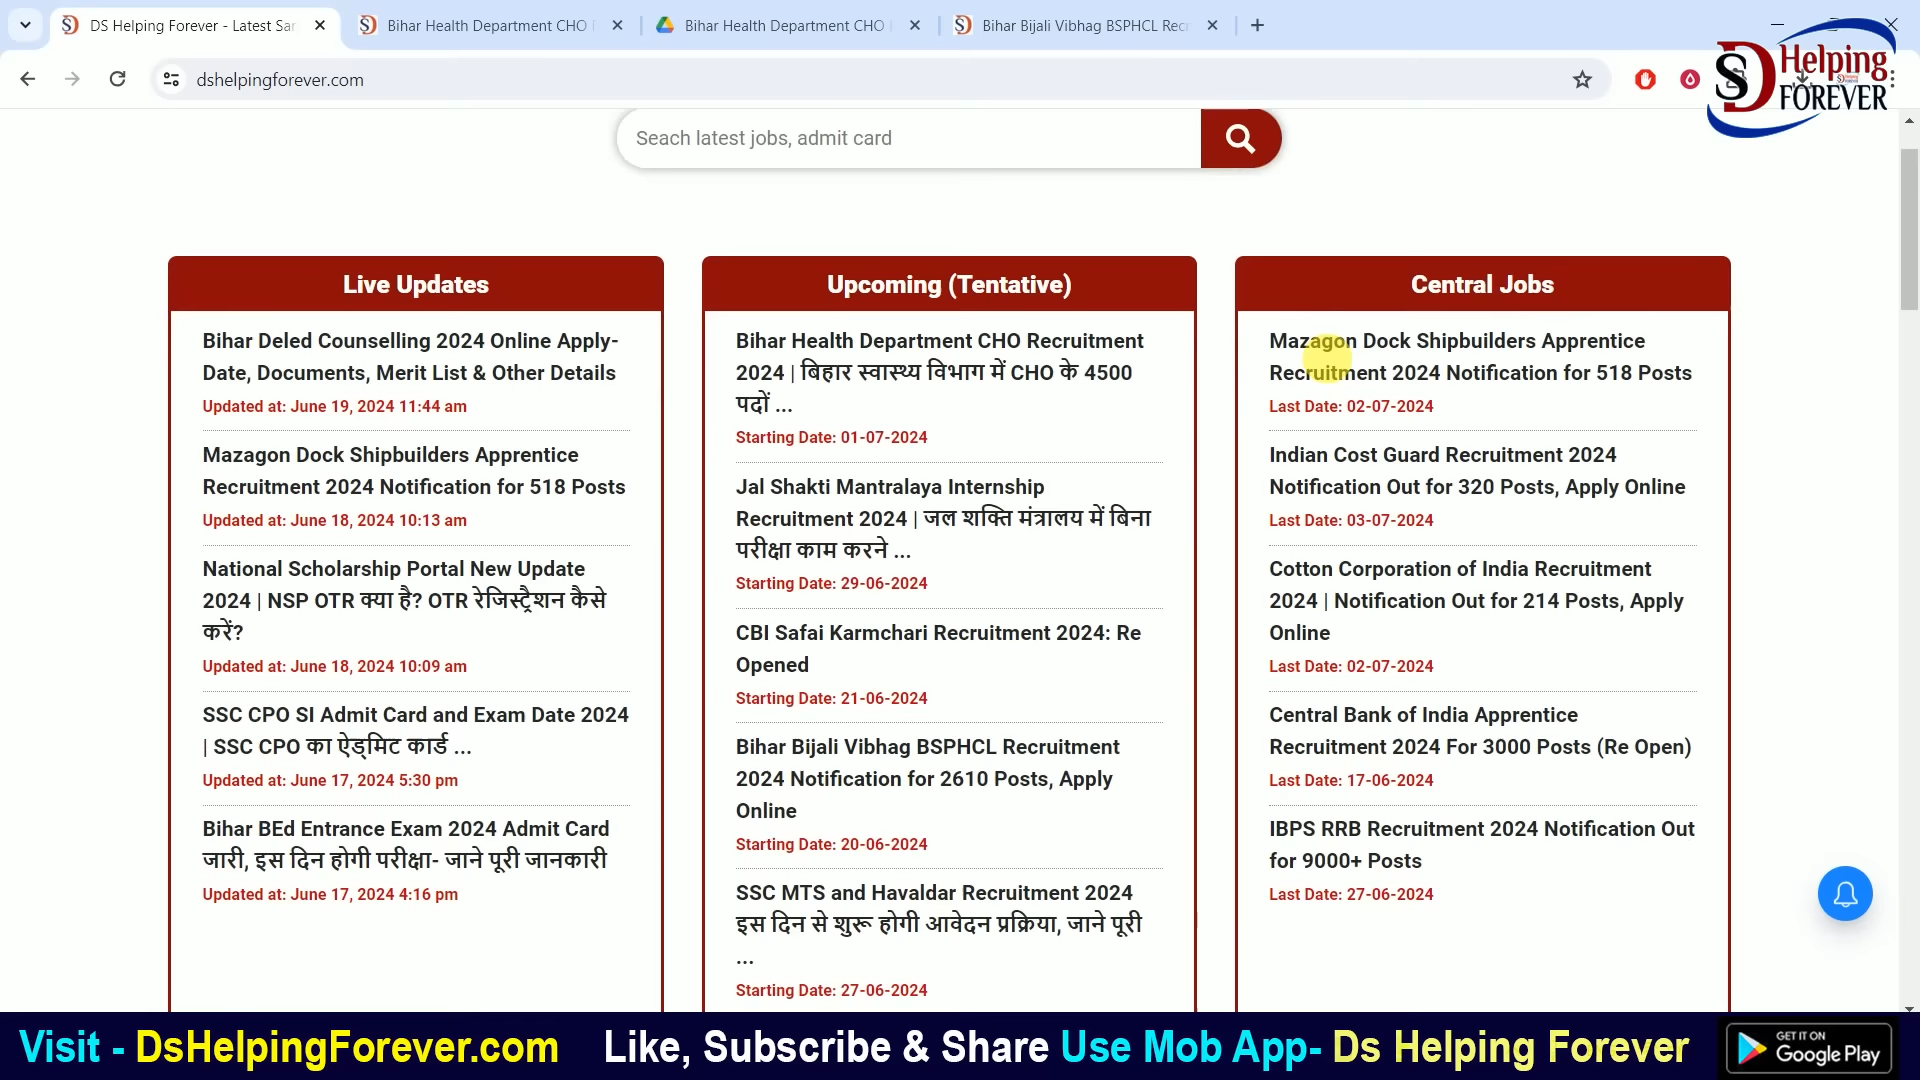 DS Helping Forever - Latest Sar
Bihar Health Department CHO
Bihar Health Department CHO
Bihar Bijali Vibhag BSPHCL Rec
dshelpingforever.com
SD Helping
FOREVER
Seach latest jobs, admit card
Live Updates
Bihar Deled Counselling 2024 Online Apply-
Date, Documents, Merit List & Other Details
Updated at: June 19, 2024 11:44 am
Mazagon Dock Shipbuilders Apprentice
Recruitment 2024 Notification for 518 Posts
Updated at: June 18, 2024 10:13 am
National Scholarship Portal New Update
2024 | NSP OTR क्या है? OTR रेजिस्ट्रैशन कैसे
करें?
Updated at: June 18, 2024 10:09 am
SSC CPO SI Admit Card and Exam Date 2024
| SSC CPO का ऐड्मिट कार्ड ...
Updated at: June 17, 2024 5:30 pm
Bihar BEd Entrance Exam 2024 Admit Card
जारी, इस दिन होगी परीक्षा- जाने पूरी जानकारी
Updated at: June 17, 2024 4:16 pm
Upcoming (Tentative)
Bihar Health Department CHO Recruitment
2024 | बिहार स्वास्थ्य विभाग में CHO के 4500
पदों ...
Starting Date: 01-07-2024
Jal Shakti Mantralaya Internship
Recruitment 2024 | जल शक्ति मंत्रालय में बिना
परीक्षा काम करने ...
Starting Date: 29-06-2024
CBI Safai Karmchari Recruitment 2024: Re
Opened
Starting Date: 21-06-2024
Bihar Bijali Vibhag BSPHCL Recruitment
2024 Notification for 2610 Posts, Apply
Online
Starting Date: 20-06-2024
SSC MTS and Havaldar Recruitment 2024
इस दिन से शुरू होगी आवेदन प्रक्रिया, जाने पूरी
...
Starting Date: 27-06-2024
Central Jobs
Mazagon Dock Shipbuilders Apprentice
Recruitment 2024 Notification for 518 Posts
Last Date: 02-07-2024
Indian Cost Guard Recruitment 2024
Notification Out for 320 Posts, Apply Online
Last Date: 03-07-2024
Cotton Corporation of India Recruitment
2024 | Notification Out for 214 Posts, Apply
Online
Last Date: 02-07-2024
Central Bank of India Apprentice
Recruitment 2024 For 3000 Posts (Re Open)
Last Date: 17-06-2024
IBPS RRB Recruitment 2024 Notification Out
for 9000+ Posts
Last Date: 27-06-2024
Visit - DsHelpingForever.com Like, Subscribe & Share Use Mob App- Ds Helping Forever
GET IT ON
Google Play